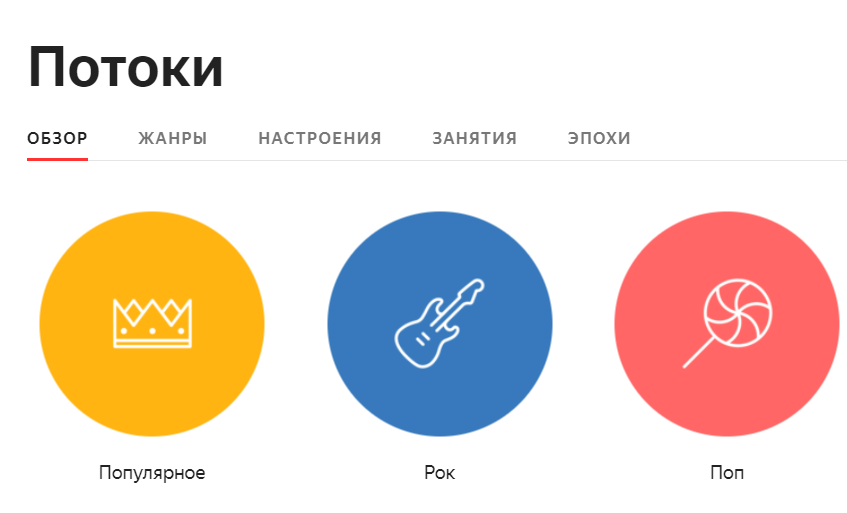 Потоки
ОБЗОР ЖАНРЫ НАСТРОЕНИЯ ЗАНЯТИЯ ЭПОХИ
Популярное Рок Поп